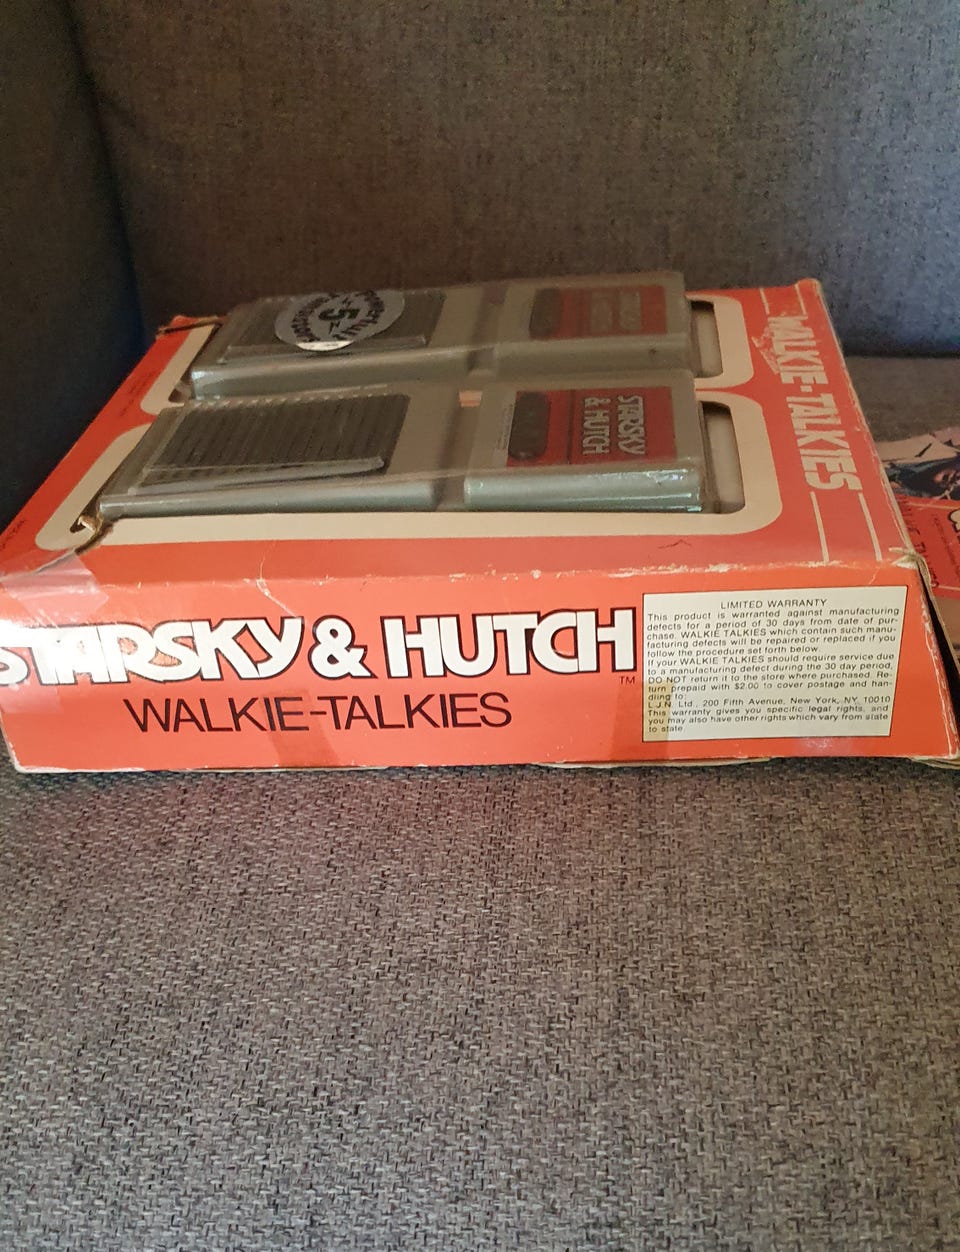 5
STARSKY
& HUTCH
WALKIE-TALKIES
STARSKY & HUTCH
TM
WALKIE-TALKIES
LIMITED WARRANTY
This product is warranted against manufacturing
defects for a period of 30 days from date of pur-
chase. WALKIE TALKIES which contain such manu-
facturing defects will be repaired or replaced if you
follow the procedure set forth below.
If your WALKIE TALKIES should require service due
to a manufacturing defect during the 30 day period,
DO NOT return it to the store where purchased. Re-
turn prepaid with $2.00 to cover postage and han-
dling to:
L.J.N. Ltd., 200 Fifth Avenue, New York, NY. 10010
This warranty gives you specific legal rights, and
you may also have other rights which vary from state
to state.